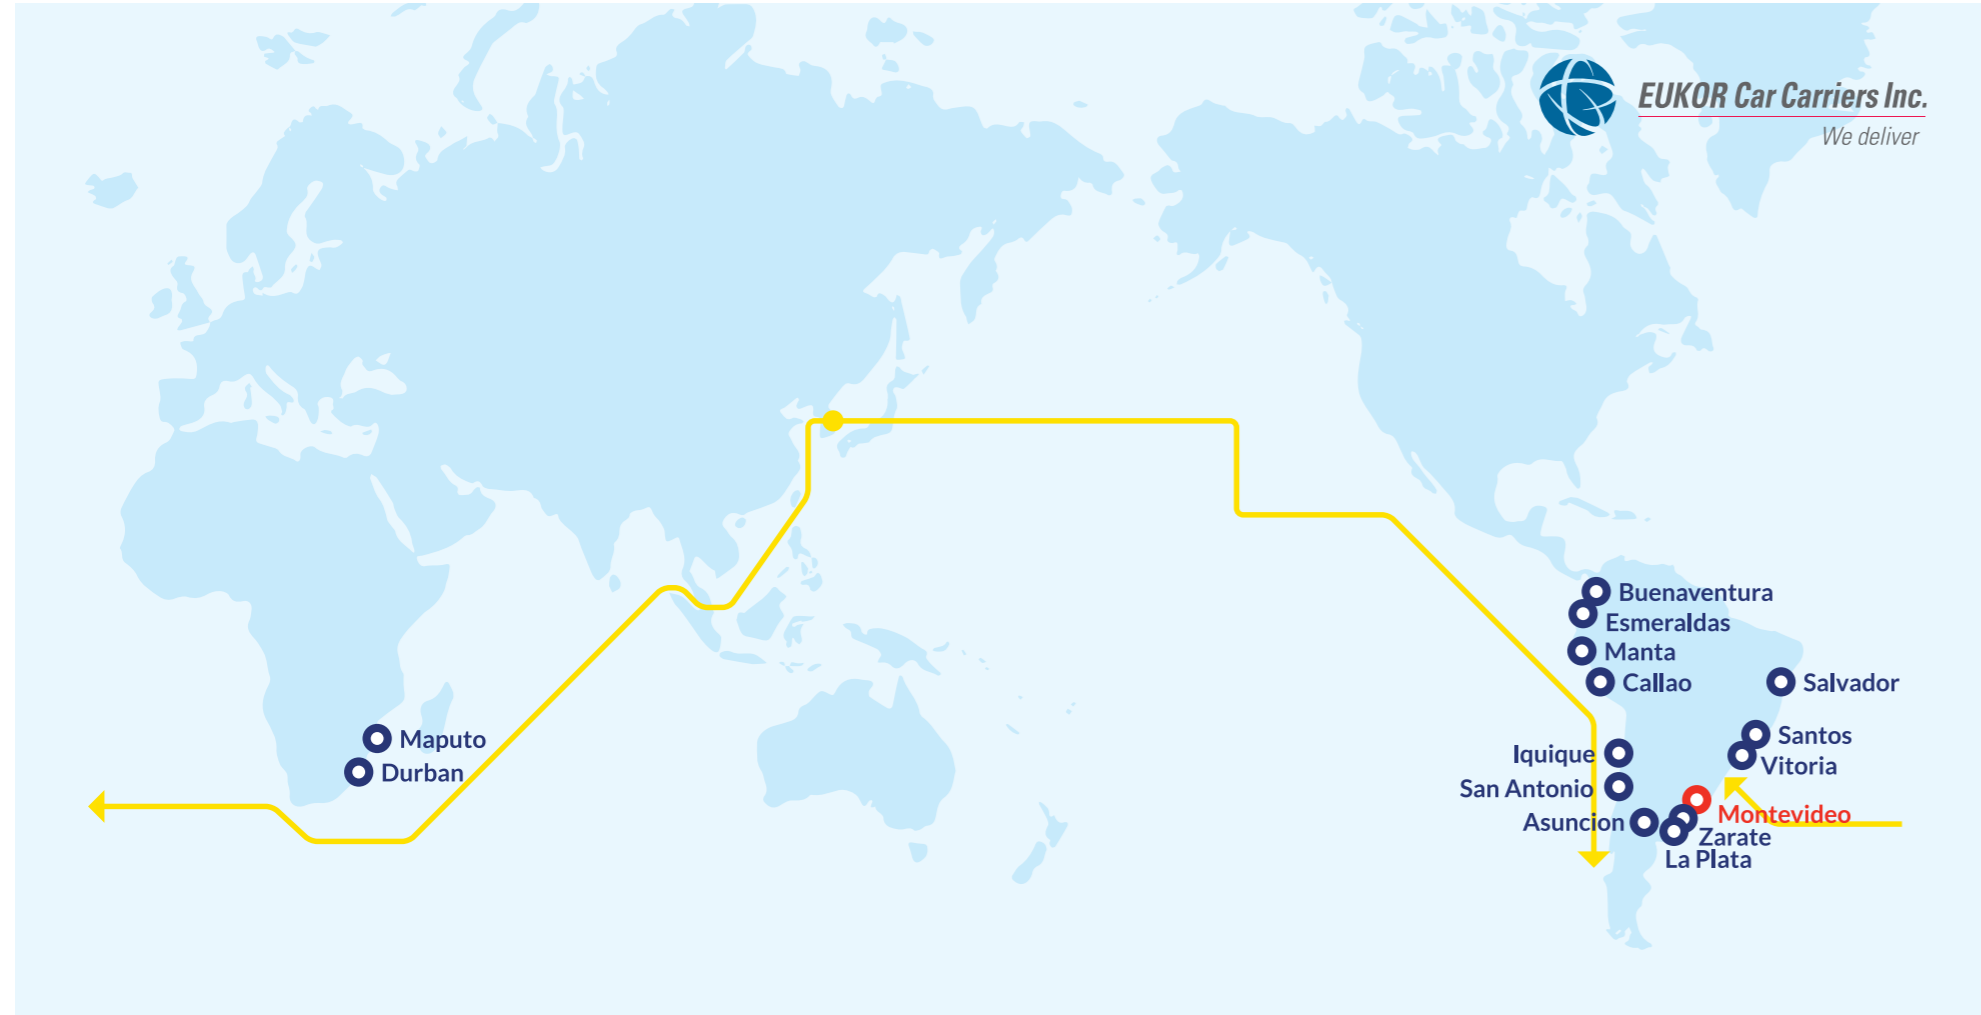 EUKOR Car Carriers Inc.
We deliver
Buenaventura
Esmeraldas
Manta
Callao
Salvador
Maputo
Durban
Santos
Vitoria
Iquique
San Antonio
Asuncion
Montevideo
Zarate
La Plata